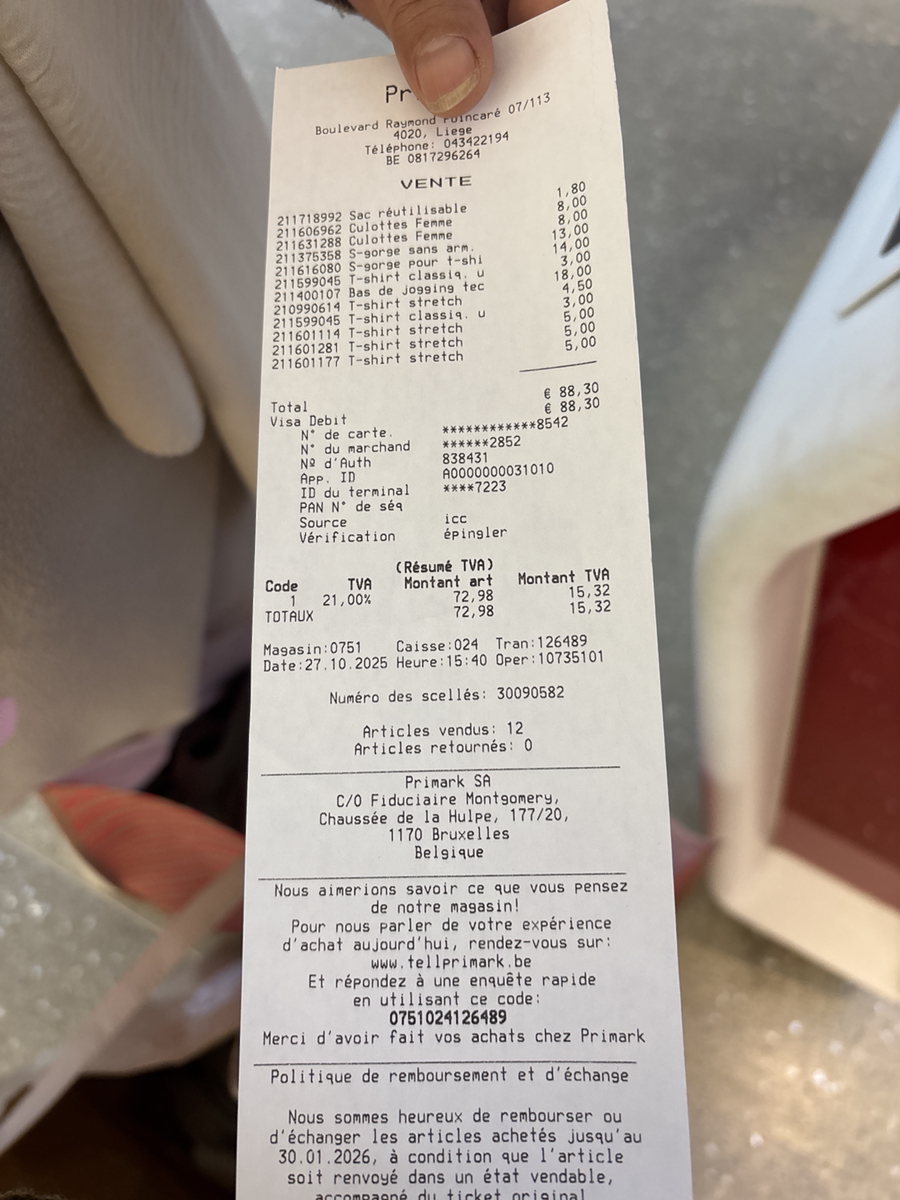 Pr
Boulevard Raymond Poincaré 07/113
4020, Liege
Téléphone: 043422194
BE 0817296264
VENTE
211718992 Sac réutilisable 1,80
211606962 Culottes Femme 8,00
211631288 Culottes Femme 8,00
211375358 S-gorge sans arm. 13,00
211616080 S-gorge pour t-shi 14,00
211599045 T-shirt classiq. u 3,00
211400107 Bas de jogging tec 18,00
210990614 T-shirt stretch 4,50
211599045 T-shirt classiq. u 3,00
211601114 T-shirt stretch 5,00
211601281 T-shirt stretch 5,00
211601177 T-shirt stretch 5,00
Total € 88,30
Visa Debit € 88,30
N° de carte. ************8542
N° du marchand ******2852
Nº d'Auth 838431
App. ID A0000000031010
ID du terminal ****7223
PAN N° de séq
Source icc
Vérification épingler
(Résumé TVA)
Code TVA Montant art Montant TVA
1 21,00% 72,98 15,32
TOTAUX 72,98 15,32
Magasin:0751 Caisse:024 Tran:126489
Date:27.10.2025 Heure:15:40 Oper:10735101
Numéro des scellés: 30090582
Articles vendus: 12
Articles retournés: 0
Primark SA
C/O Fiduciaire Montgomery,
Chaussée de la Hulpe, 177/20,
1170 Bruxelles
Belgique
Nous aimerions savoir ce que vous pensez
de notre magasin!
Pour nous parler de votre expérience
d'achat aujourd'hui, rendez-vous sur:
www.tellprimark.be
Et répondez à une enquête rapide
en utilisant ce code:
0751024126489
Merci d'avoir fait vos achats chez Primark
Politique de remboursement et d'échange
Nous sommes heureux de rembourser ou
d'échanger les articles achetés jusqu'au
30.01.2026, à condition que l'article
soit renvoyé dans un état vendable,
accompagné du ticket original